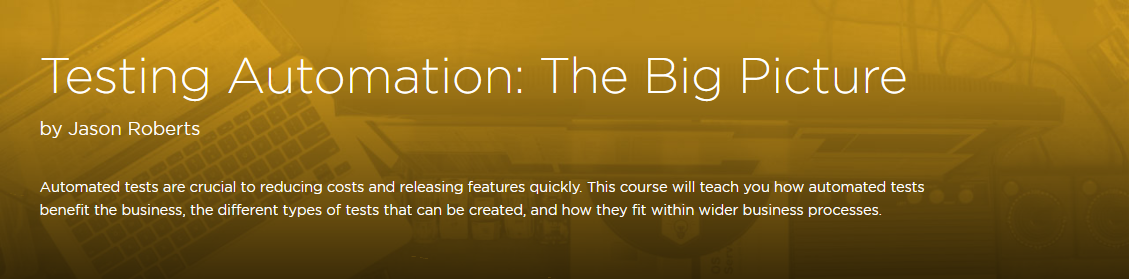 Testing Automation: The Big Picture
by Jason Roberts
Automated tests are crucial to reducing costs and releasing features quickly. This course will teach you how automated tests
benefit the business, the different types of tests that can be created, and how they fit within wider business processes.